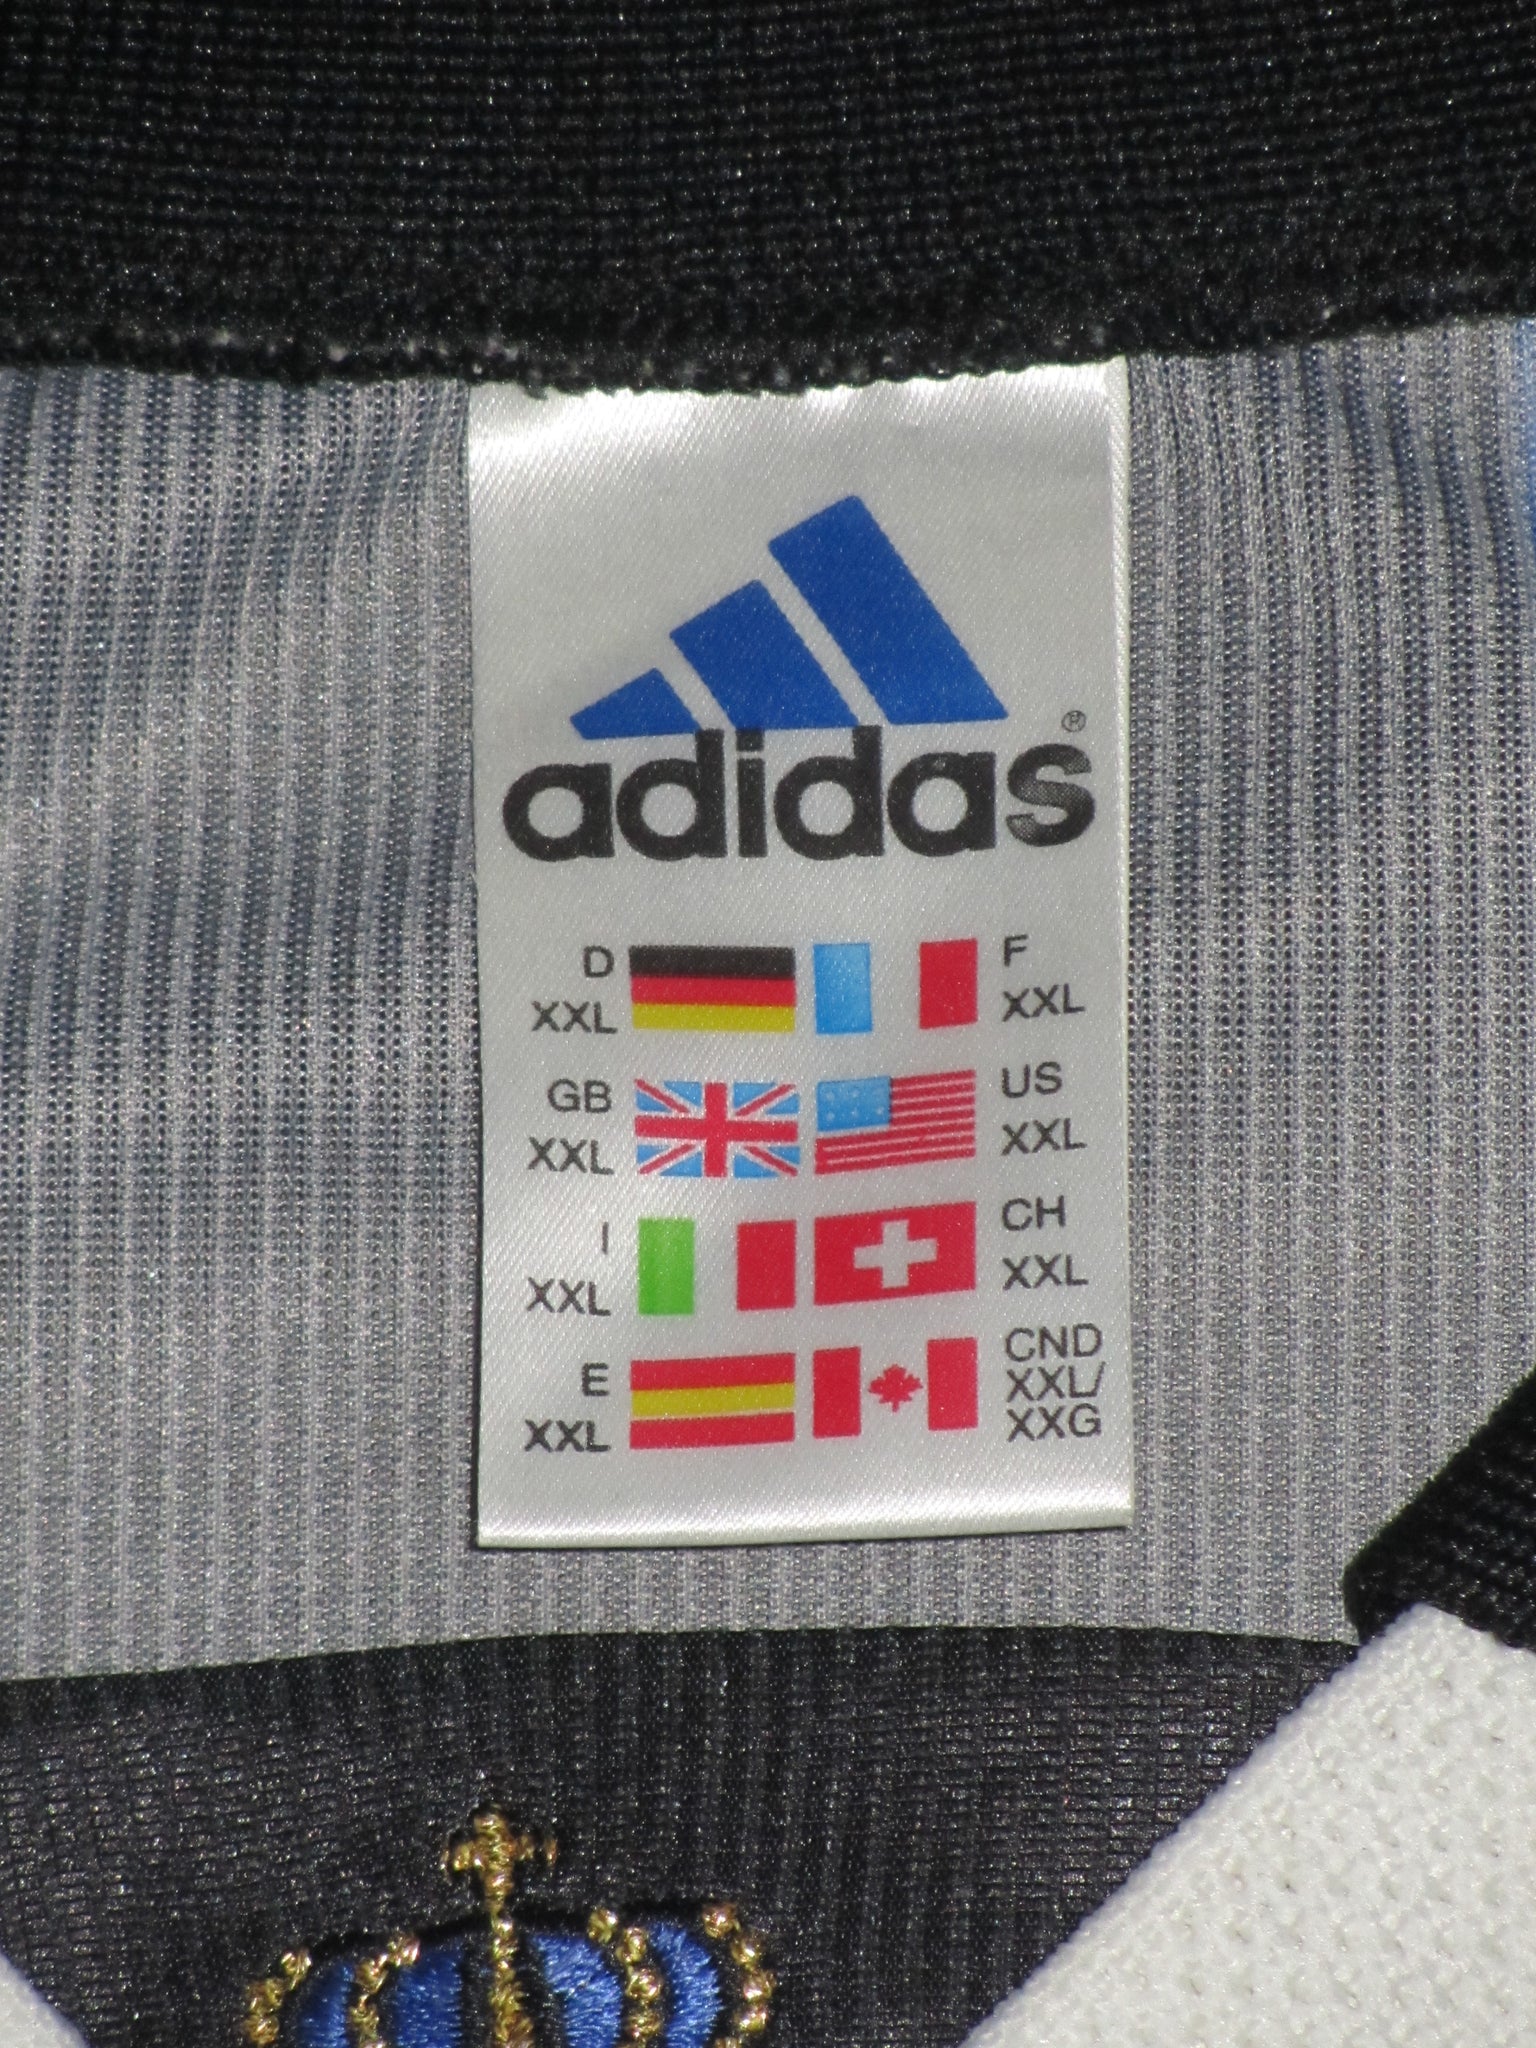 adidas®
D
XXL
F
XXL
GB
XXL
US
XXL
I
XXL
CH
XXL
E
XXL
CND
XXL/
XXG